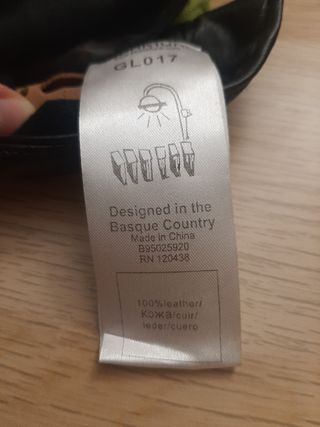 GL017
Designed in the
Basque Country
Made in China
B95025920
RN 120438
100%leather/
Кожа/cuir/
leder/cuero